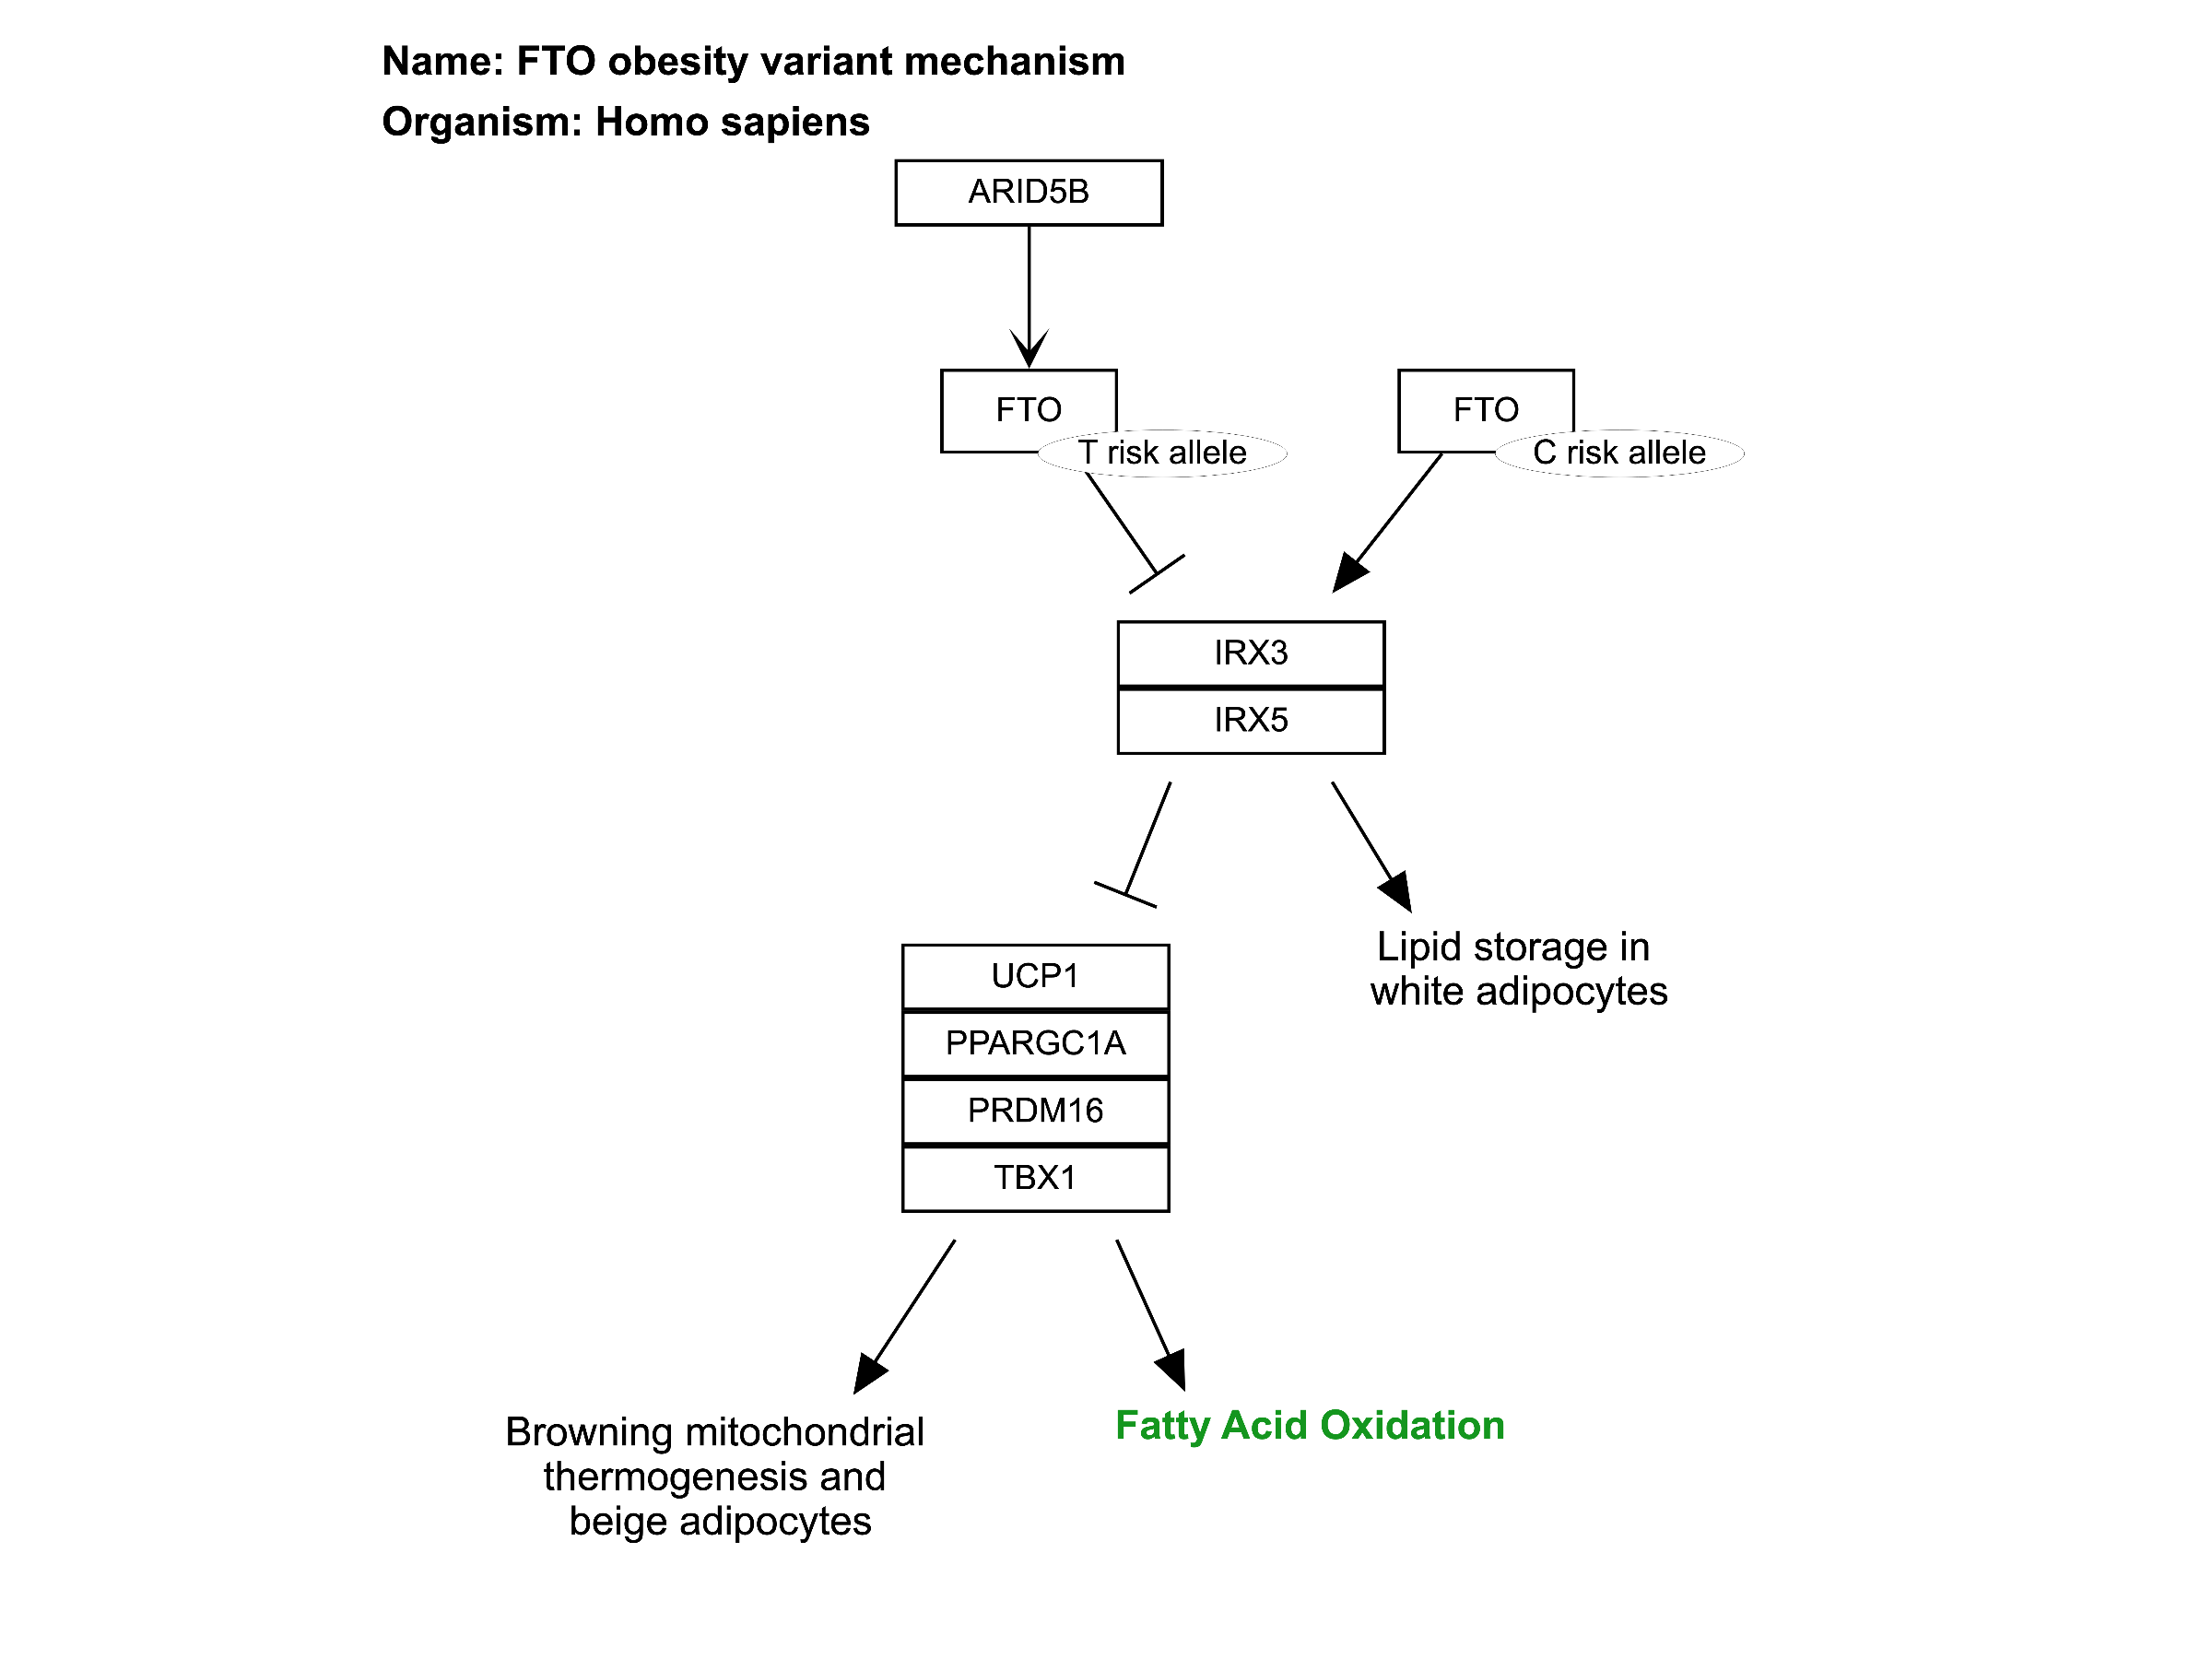 Name: FTO obesity variant mechanism
Organism: Homo sapiens
ARID5B
FTO
T risk allele
FTO
C risk allele
IRX3
IRX5
Lipid storage in
white adipocytes
UCP1
PPARGC1A
PRDM16
TBX1
Browning mitochondrial
thermogenesis and
beige adipocytes
Fatty Acid Oxidation